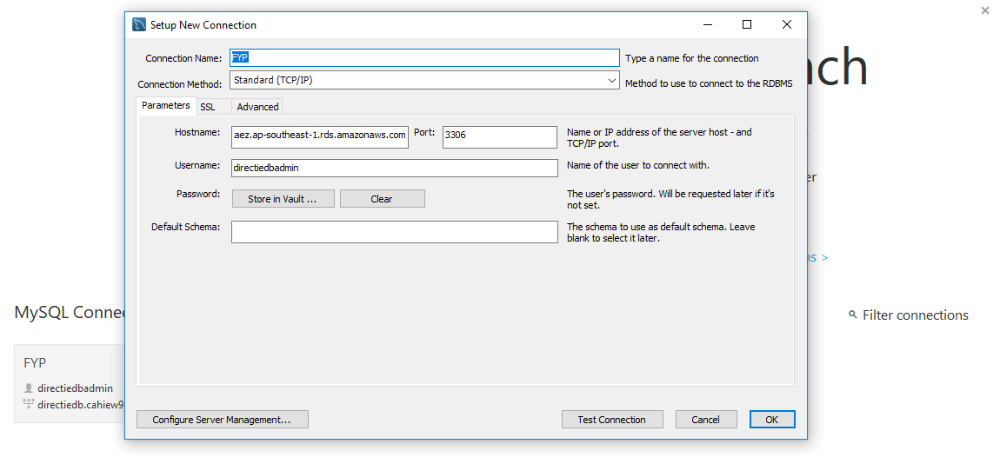 Setup New Connection
Connection Name: FYP Type a name for the connection
Connection Method: Standard (TCP/IP) Method to use to connect to the RDBMS
Parameters SSL Advanced
Hostname: aez.ap-southeast-1.rds.amazonaws.com Port: 3306 Name or IP address of the server host - and
TCP/IP port.
Username: directiedbadmin Name of the user to connect with.
Password: Store in Vault ... Clear The user's password. Will be requested later if it's
not set.
Default Schema: The schema to use as default schema. Leave
blank to select it later.
Configure Server Management... Test Connection Cancel OK
ch
er
ns >
MySQL Connec
Filter connections
FYP
directiedbadmin
directiedb.cahiew9